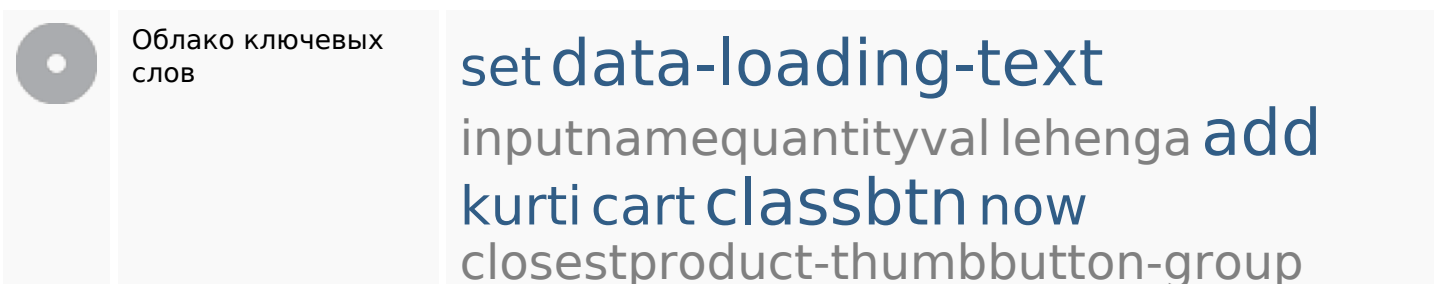 Облако ключевых
слов
set data-loading-text
inputnamequantityval lehenga add
kurti cart classbtn now
closestproduct-thumbbutton-group